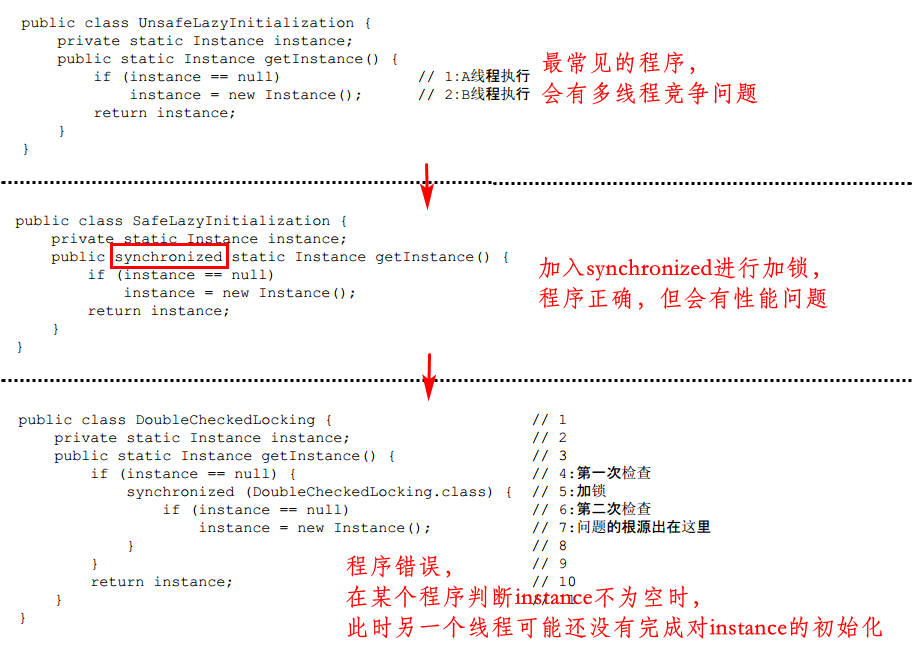 public class UnsafeLazyInitialization {
private static Instance instance;
public static Instance getInstance() {
if (instance == null) // 1:A线程执行
instance = new Instance(); // 2:B线程执行
return instance;
}
}
最常见的程序，
会有多线程竞争问题
public class SafeLazyInitialization {
private static Instance instance;
public synchronized static Instance getInstance() {
if (instance == null)
instance = new Instance();
return instance;
}
}
加入synchronized进行加锁，
程序正确，但会有性能问题
public class DoubleCheckedLocking { // 1
private static Instance instance; // 2
public static Instance getInstance() { // 3
if (instance == null) { // 4:第一次检查
synchronized (DoubleCheckedLocking.class) { // 5:加锁
if (instance == null) // 6:第二次检查
instance = new Instance(); // 7:问题的根源出在这里
} // 8
} // 9
return instance; // 10
}
}
程序错误，
在某个程序判断instance不为空时，
此时另一个线程可能还没有完成对instance的初始化